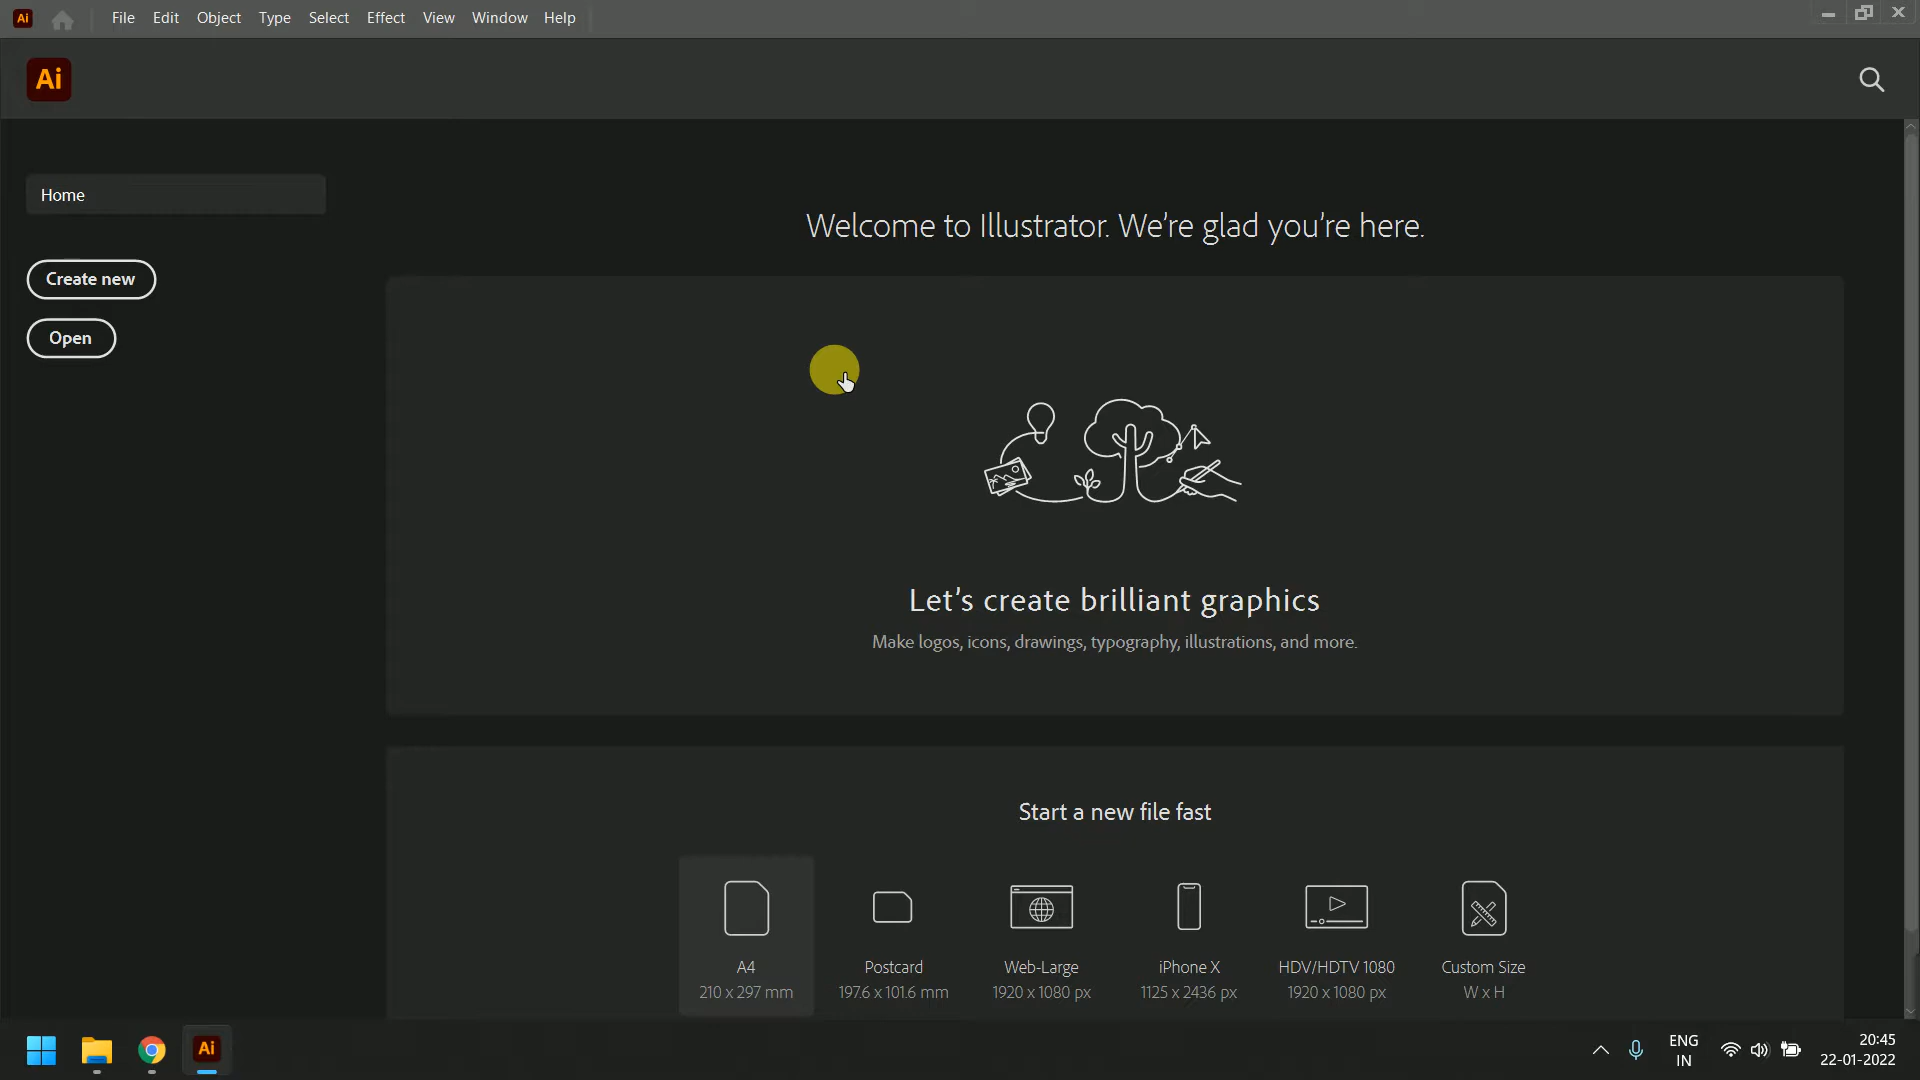 Ai
File Edit Object Type Select Effect View Window Help
Ai
Home
Create new
Open
Welcome to Illustrator. We're glad you're here.
Let's create brilliant graphics
Make logos, icons, drawings, typography, illustrations, and more.
Start a new file fast
A4 Postcard Web-Large iPhone X HDV/HDTV 1080 Custom Size
210 x 297 mm 197.6 x 101.6 mm 1920 x 1080 px 1125 x 2436 px 1920 x 1080 px W x H
Ai
ENG
IN
20:45
22-01-2022